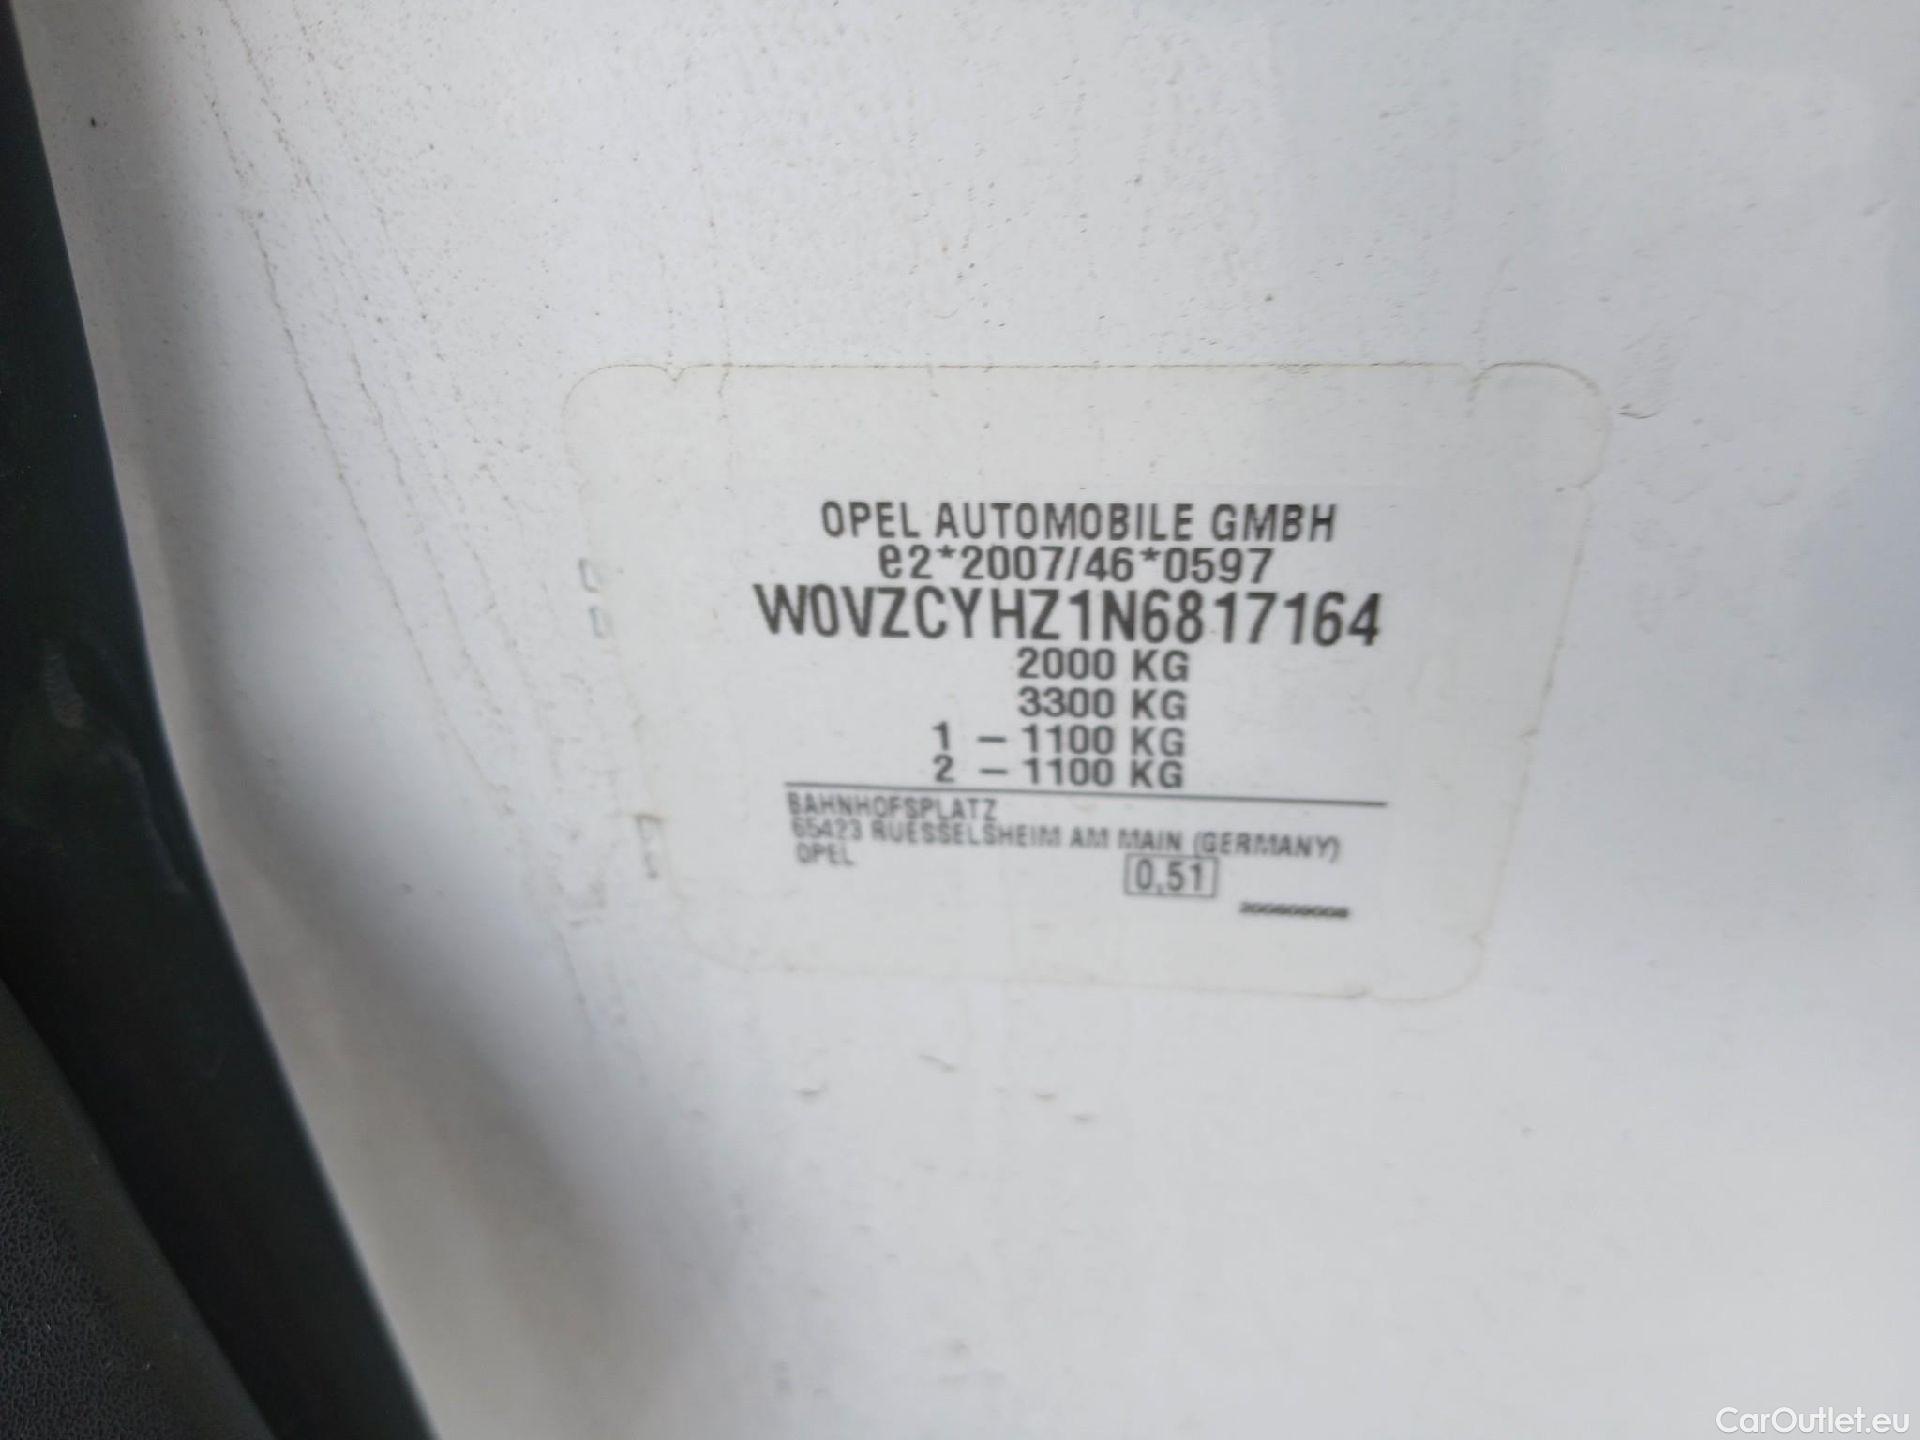 OPEL AUTOMOBILE GMBH
e2*2007/46*0597
W0VZCYHZ1N6817164
2000 KG
3300 KG
1 - 1100 KG
2 - 1100 KG
BAHNHOFSPLATZ
65423 RUESSELSHEIM AM MAIN (GERMANY)
OPEL
0,51
CarOutlet.eu